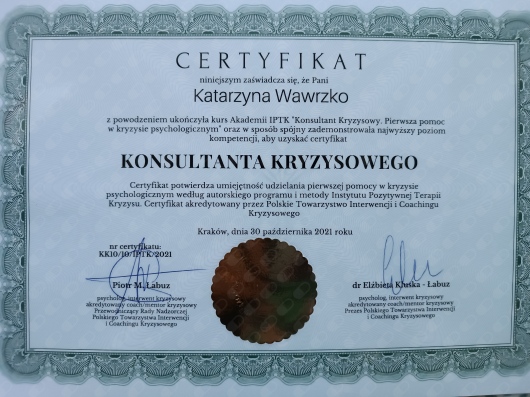 CERTYFIKAT
niniejszym zaświadcza się, że Pani
Katarzyna Wawrzko
z powodzeniem ukończyła kurs Akademii IPTK "Konsultant Kryzysowy. Pierwsza pomoc
w kryzysie psychologicznym" oraz w sposób spójny zademonstrowała najwyższy poziom
kompetencji, aby uzyskać certyfikat
KONSULTANTA KRYZYSOWEGO
Certyfikat potwierdza umiejętność udzielania pierwszej pomocy w kryzysie
psychologicznym według autorskiego programu i metody Instytutu Pozytywnej Terapii
Kryzysu. Certyfikat akredytowany przez Polskie Towarzystwo Interwencji i Coachingu
Kryzysowego
Kraków, dnia 30 października 2021 roku
nr certyfikatu:
KK10/10/IPTK/2021
Piotr M. Łabuz
psycholog, interwent kryzysowy
akredytowany coach/mentor kryzysowy
Przewodniczący Rady Nadzorczej
Polskiego Towarzystwa Interwencji
i Coachingu Kryzysowego
dr Elżbieta Kluska - Łabuz
psycholog, interwent kryzysowy
akredytowany coach/mentor kryzysowy
Prezes Polskiego Towarzystwa Interwencji
i Coachingu Kryzysowego